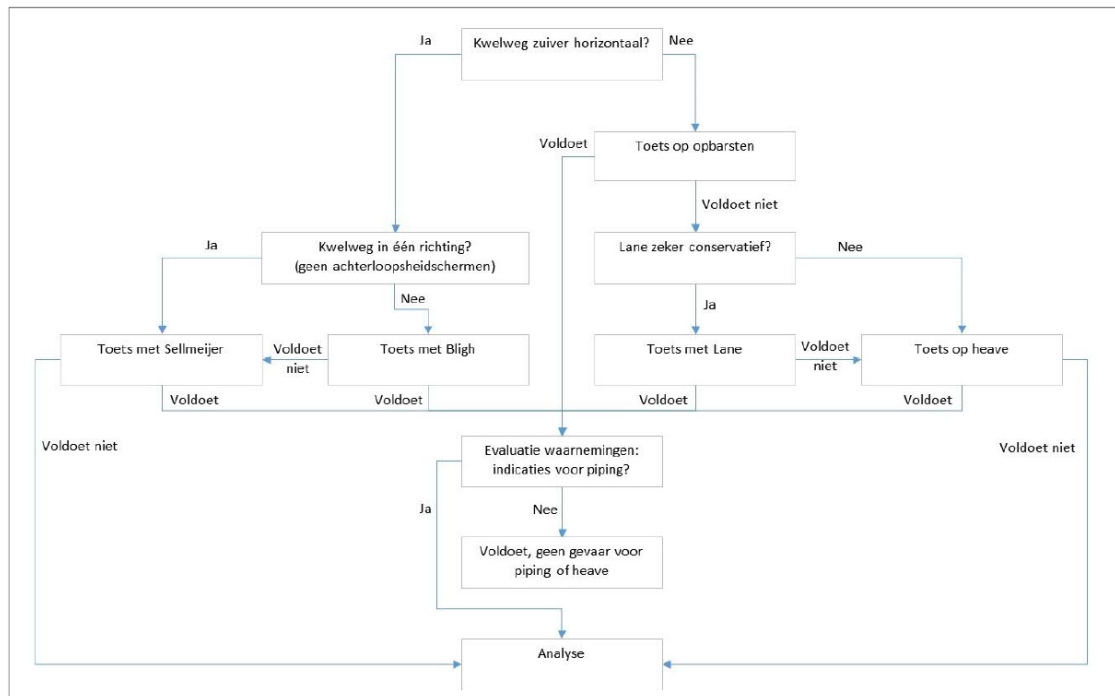 Ja
Kwelweg zuiver horizontaal?
Nee
Voldoet
Toets op opbarsten
Voldoet niet
Ja
Kwelweg in één richting?
(geen achterloopsheidschermen)
Lane zeker conservatief?
Nee
Nee
Ja
Toets met Sellmeijer
Voldoet
niet
Toets met Bligh
Toets met Lane
Voldoet
niet
Toets op heave
Voldoet
Voldoet
Voldoet
Voldoet
Voldoet niet
Evaluatie waarnemingen:
indicaties voor piping?
Voldoet niet
Ja
Nee
Voldoet, geen gevaar voor
piping of heave
Analyse